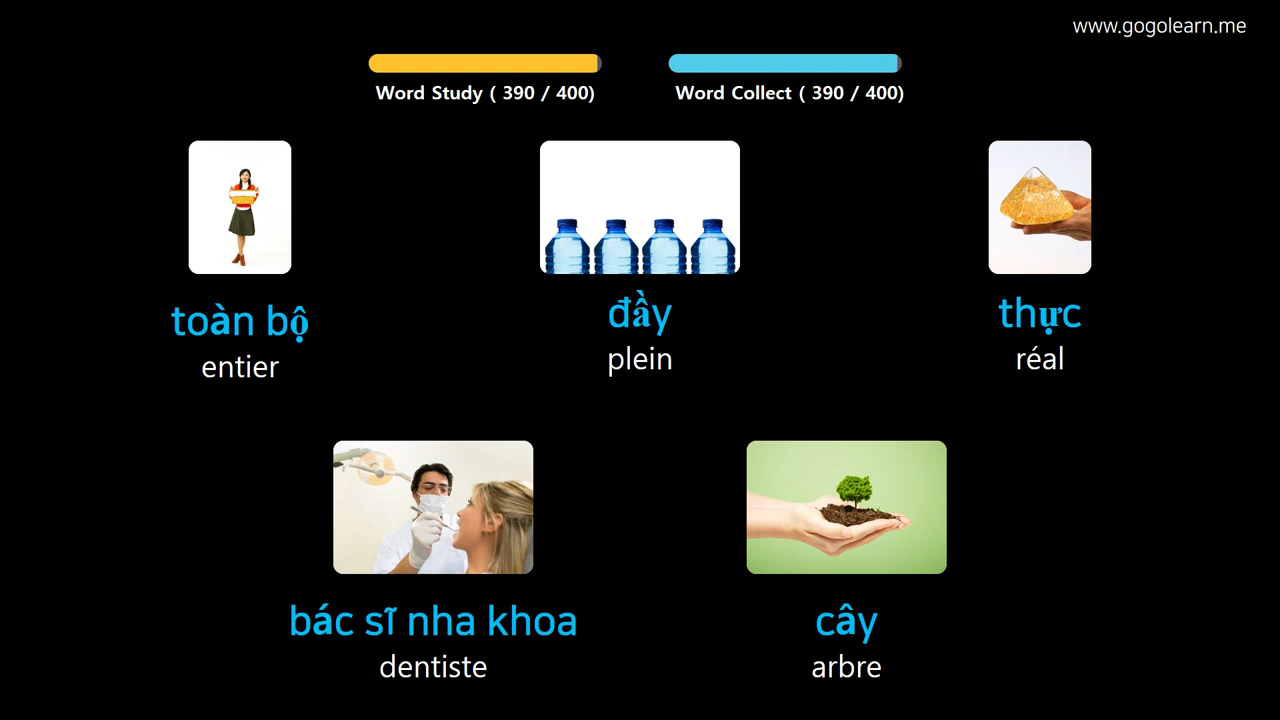 www.gogolearn.me
Word Study ( 390 / 400)
Word Collect ( 390 / 400)
toàn bộ
entier
đầy
plein
thực
réal
bác sĩ nha khoa
dentiste
cây
arbre